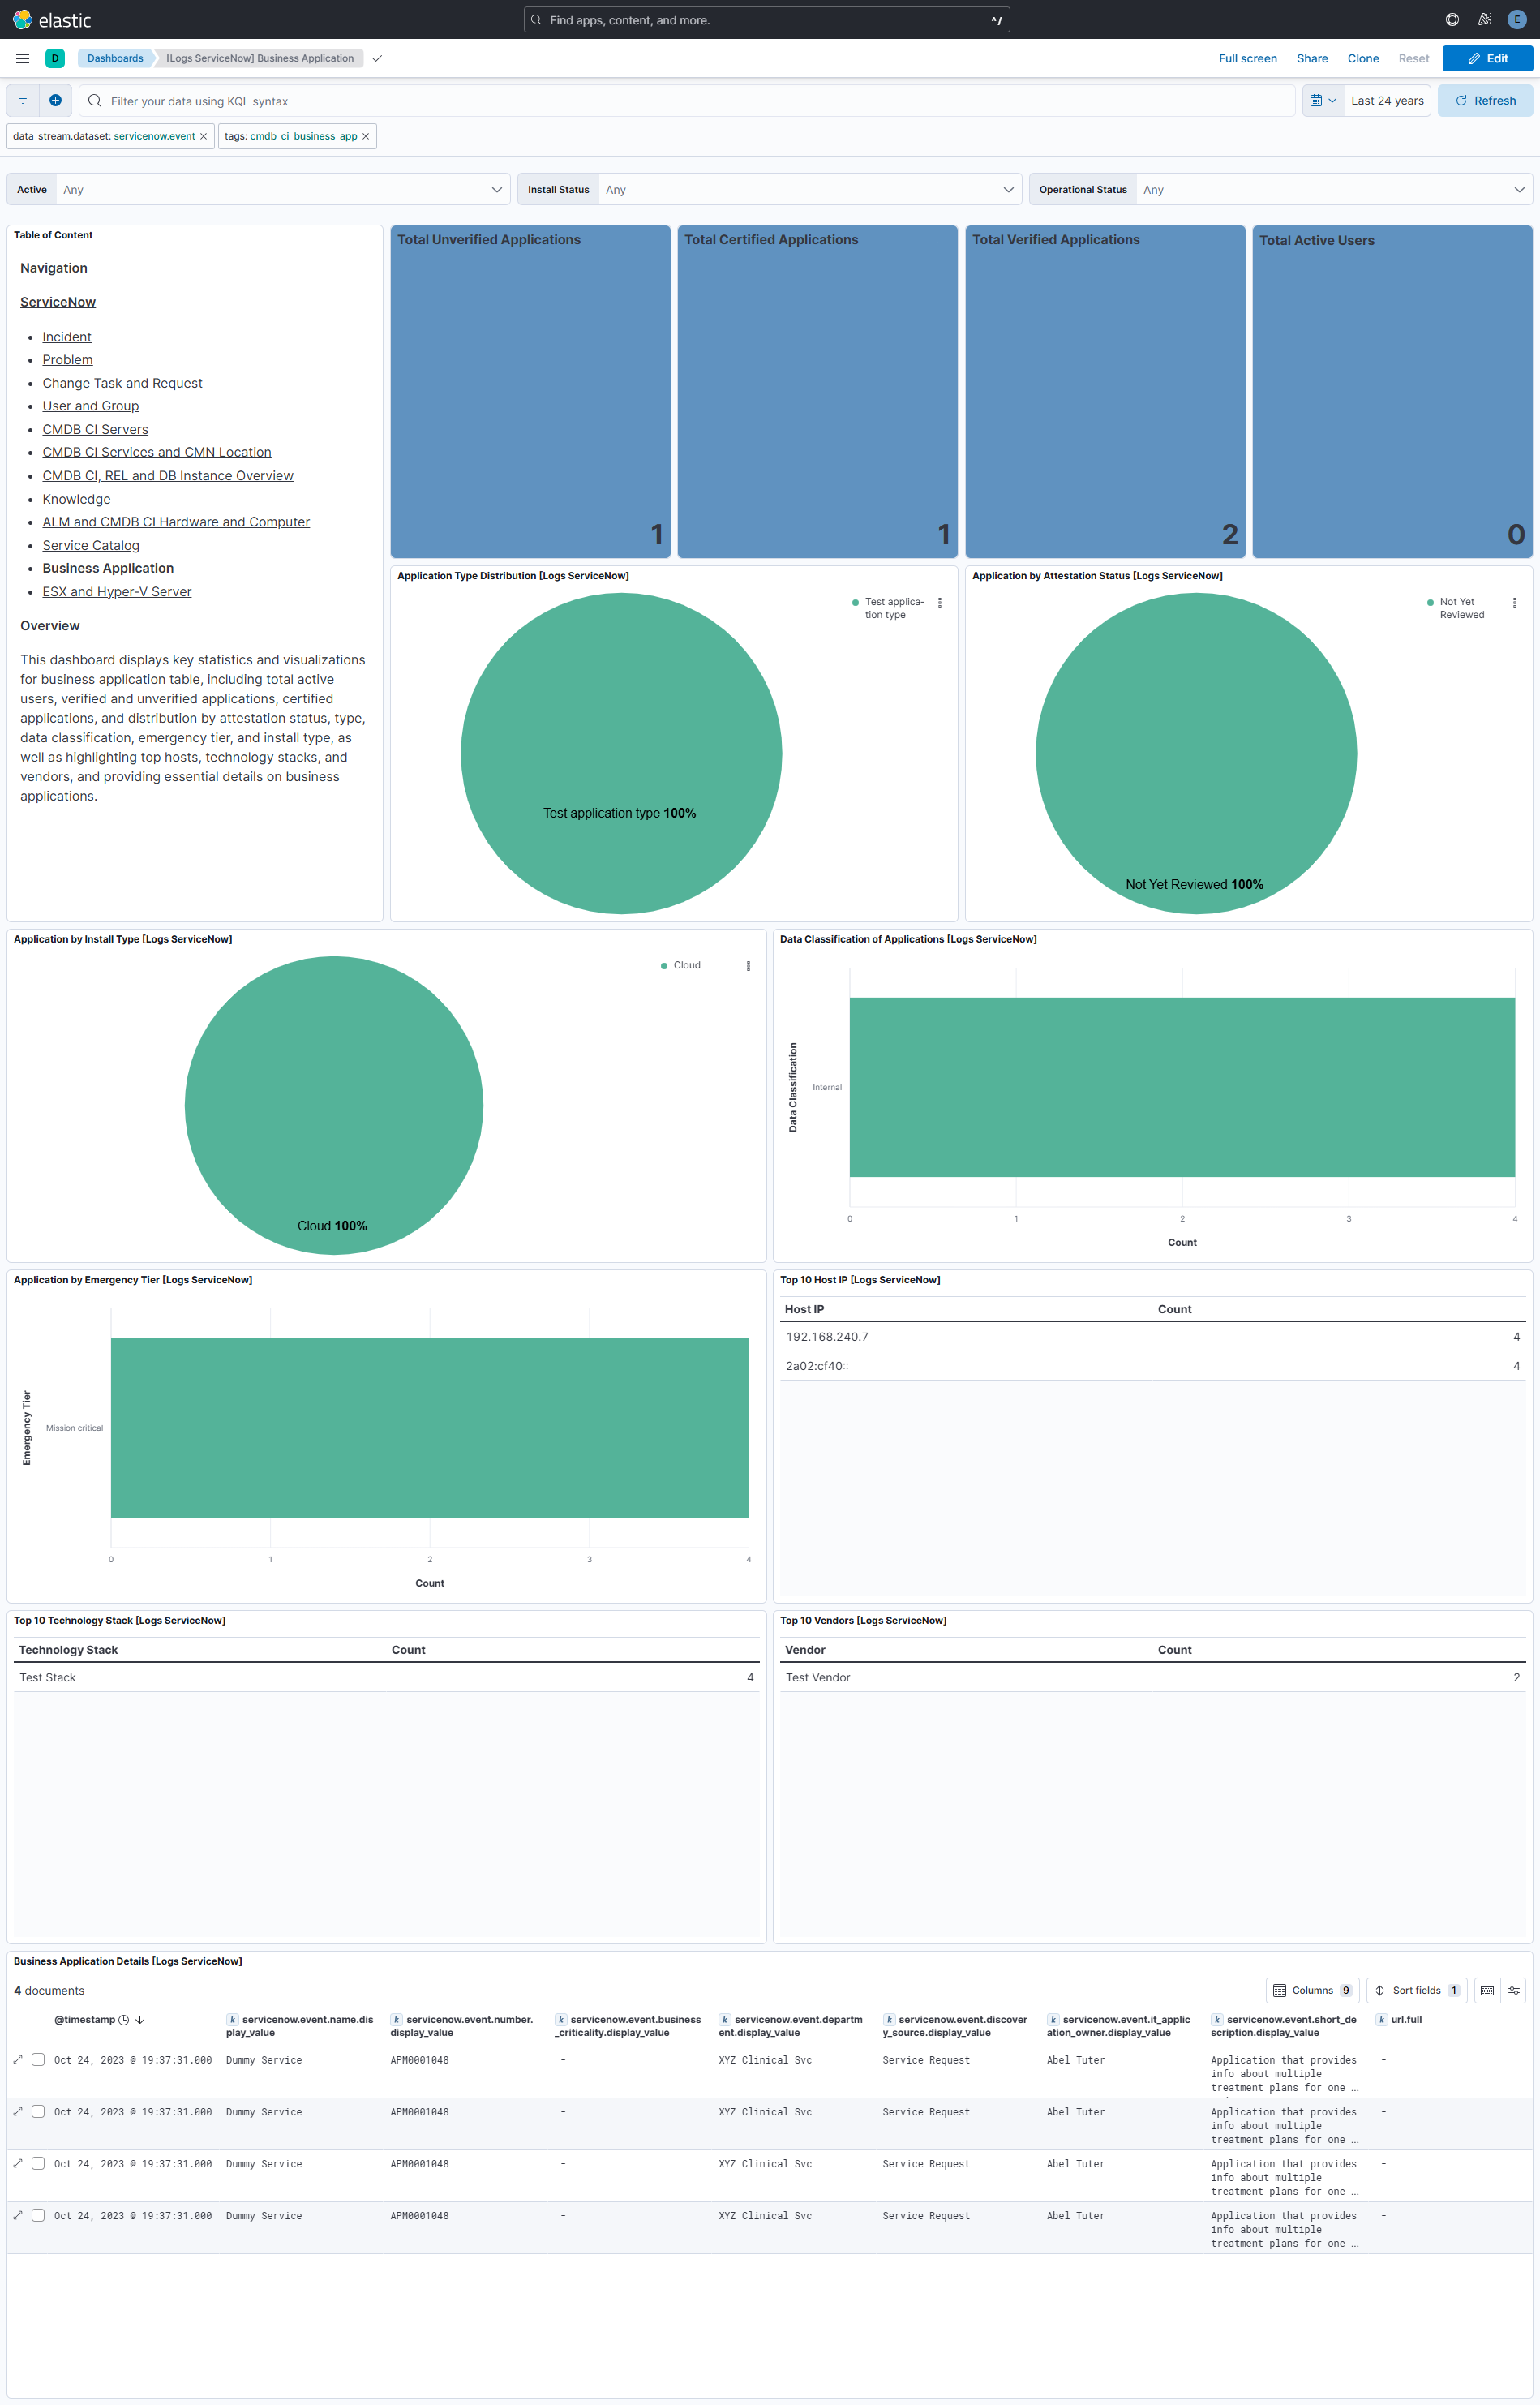 elastic
Find apps, content, and more.
^/
E
D
Dashboards
[Logs ServiceNow] Business Application
Full screen
Share
Clone
Reset
Edit
Filter your data using KQL syntax
Last 24 years
Refresh
data_stream.dataset: servicenow.event ×
tags: cmdb_ci_business_app ×
Active Any
Install Status Any
Operational Status Any
Table of Content
Navigation
ServiceNow
• Incident
• Problem
• Change Task and Request
• User and Group
• CMDB CI Servers
• CMDB CI Services and CMN Location
• CMDB CI, REL and DB Instance Overview
• Knowledge
• ALM and CMDB CI Hardware and Computer
• Service Catalog
• Business Application
• ESX and Hyper-V Server
Overview
This dashboard displays key statistics and visualizations
for business application table, including total active
users, verified and unverified applications, certified
applications, and distribution by attestation status, type,
data classification, emergency tier, and install type, as
well as highlighting top hosts, technology stacks, and
vendors, and providing essential details on business
applications.
Total Unverified Applications
1
Total Certified Applications
1
Total Verified Applications
2
Total Active Users
0
Application Type Distribution [Logs ServiceNow]
Test applica-
tion type
Test application type 100%
Application by Attestation Status [Logs ServiceNow]
Not Yet
Reviewed
Not Yet Reviewed 100%
Application by Install Type [Logs ServiceNow]
Cloud
Cloud 100%
Data Classification of Applications [Logs ServiceNow]
Data Classification
Internal
0 1 2 3 4
Count
Application by Emergency Tier [Logs ServiceNow]
Emergency Tier
Mission critical
0 1 2 3 4
Count
Top 10 Host IP [Logs ServiceNow]
Host IP Count
192.168.240.7 4
2a02:cf40:: 4
Top 10 Technology Stack [Logs ServiceNow]
Technology Stack Count
Test Stack 4
Top 10 Vendors [Logs ServiceNow]
Vendor Count
Test Vendor 2
Business Application Details [Logs ServiceNow]
4 documents
Columns 9
Sort fields 1
@timestamp
k servicenow.event.name.dis
play_value
k servicenow.event.number.
display_value
k servicenow.event.business
_criticality.display_value
k servicenow.event.departm
ent.display_value
k servicenow.event.discover
y_source.display_value
k servicenow.event.it_applic
ation_owner.display_value
k servicenow.event.short_de
scription.display_value
k url.full
Oct 24, 2023 @ 19:37:31.000 Dummy Service APM0001048 - XYZ Clinical Svc Service Request Abel Tuter Application that provides -
info about multiple
treatment plans for one ...
Oct 24, 2023 @ 19:37:31.000 Dummy Service APM0001048 - XYZ Clinical Svc Service Request Abel Tuter Application that provides -
info about multiple
treatment plans for one ...
Oct 24, 2023 @ 19:37:31.000 Dummy Service APM0001048 - XYZ Clinical Svc Service Request Abel Tuter Application that provides -
info about multiple
treatment plans for one ...
Oct 24, 2023 @ 19:37:31.000 Dummy Service APM0001048 - XYZ Clinical Svc Service Request Abel Tuter Application that provides -
info about multiple
treatment plans for one ...